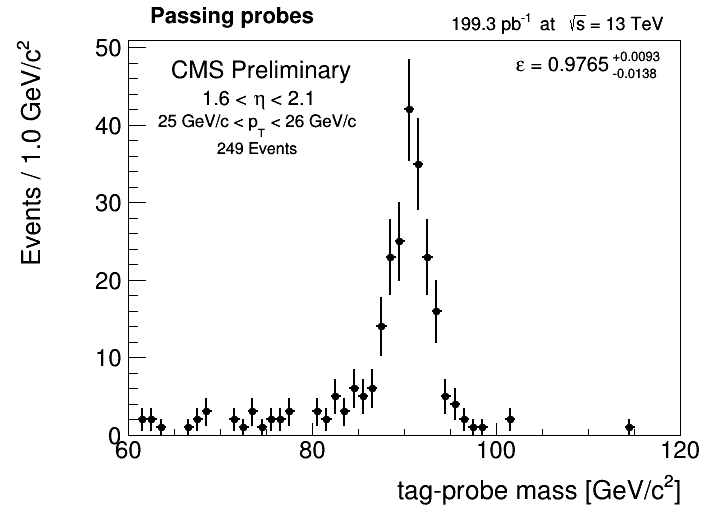 Passing probes
199.3 pb⁻¹ at √s = 13 TeV
CMS Preliminary
1.6 < η < 2.1
25 GeV/c < p_T < 26 GeV/c
249 Events
ε = 0.9765 +0.0093 -0.0138
Events / 1.0 GeV/c²
50
40
30
20
10
0
60 80 100 120
tag-probe mass [GeV/c²]